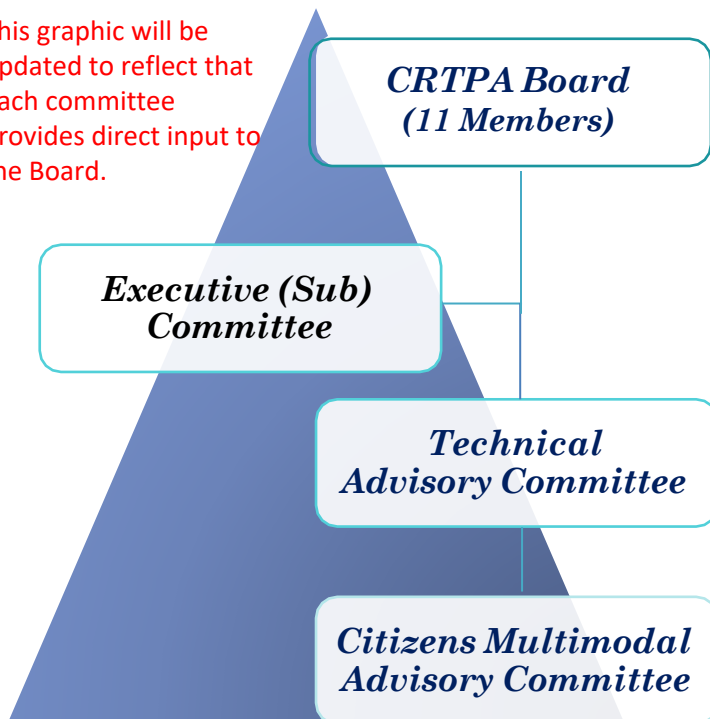 his graphic will be
pdated to reflect that
ach committee
rovides direct input to
he Board.
CRTPA Board
(11 Members)
Executive (Sub)
Committee
Technical
Advisory Committee
Citizens Multimodal
Advisory Committee